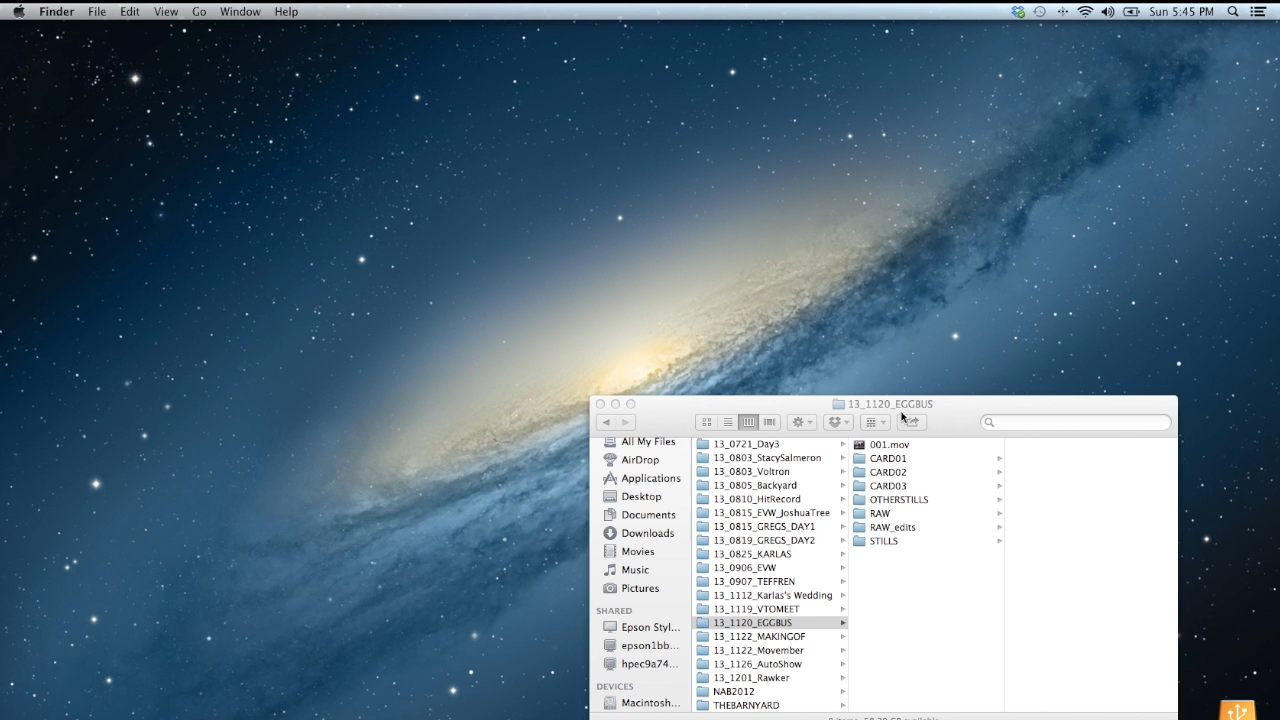 Finder File Edit View Go Window Help Sun 5:45 PM
13_1120_EGGBUS
All My Files
AirDrop
Applications
Desktop
Documents
Downloads
Movies
Music
Pictures
SHARED
Epson Styl...
epson1bb...
hpec9a74...
DEVICES
Macintosh...
13_0721_Day3
13_0803_StacySalmeron
13_0803_Voltron
13_0805_Backyard
13_0810_HitRecord
13_0815_EVW_JoshuaTree
13_0815_GREGS_DAY1
13_0819_GREGS_DAY2
13_0825_KARLAS
13_0906_EVW
13_0907_TEFFREN
13_1112_Karlas's Wedding
13_1119_VTOMEET
13_1120_EGGBUS
13_1122_MAKINGOF
13_1122_Movember
13_1126_AutoShow
13_1201_Rawker
NAB2012
THEBARNYARD
001.mov
CARD01
CARD02
CARD03
OTHERSTILLS
RAW
RAW_edits
STILLS